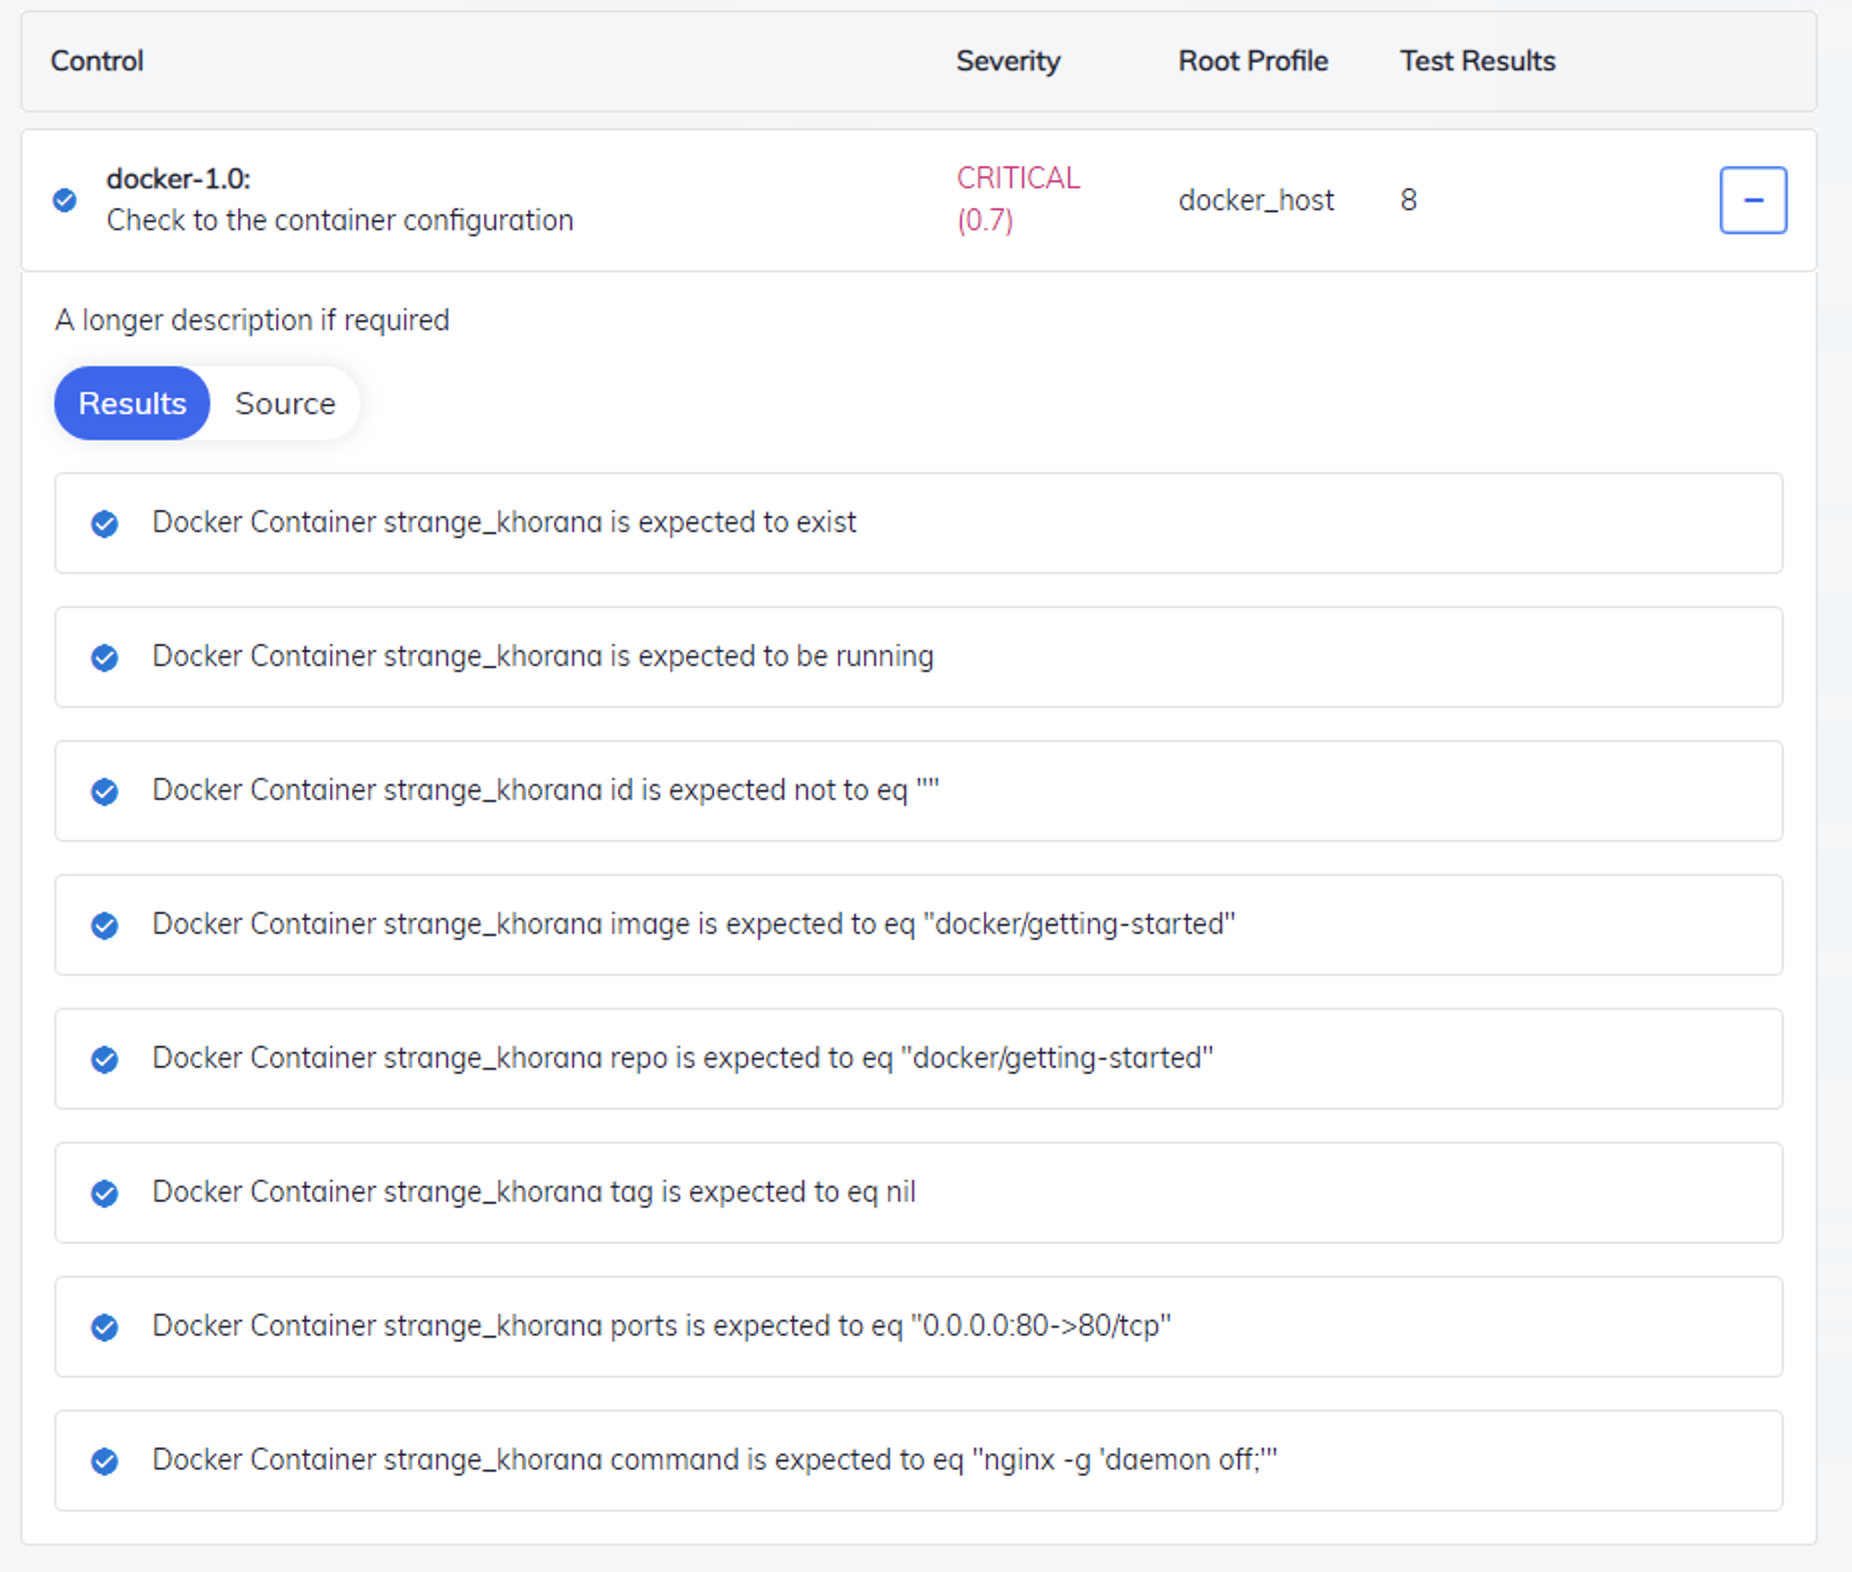 Control Severity Root Profile Test Results
docker-1.0:
Check to the container configuration
CRITICAL
(0.7)
docker_host
8
A longer description if required
Results Source
Docker Container strange_khorana is expected to exist
Docker Container strange_khorana is expected to be running
Docker Container strange_khorana id is expected not to eq ""
Docker Container strange_khorana image is expected to eq "docker/getting-started"
Docker Container strange_khorana repo is expected to eq "docker/getting-started"
Docker Container strange_khorana tag is expected to eq nil
Docker Container strange_khorana ports is expected to eq "0.0.0.0:80->80/tcp"
Docker Container strange_khorana command is expected to eq "nginx -g 'daemon off;'"